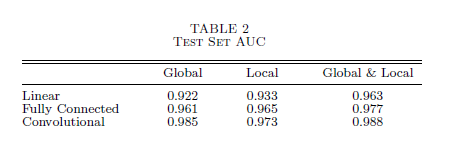 TABLE 2
TEST SET AUC
Global Local Global & Local
Linear 0.922 0.933 0.963
Fully Connected 0.961 0.965 0.977
Convolutional 0.985 0.973 0.988